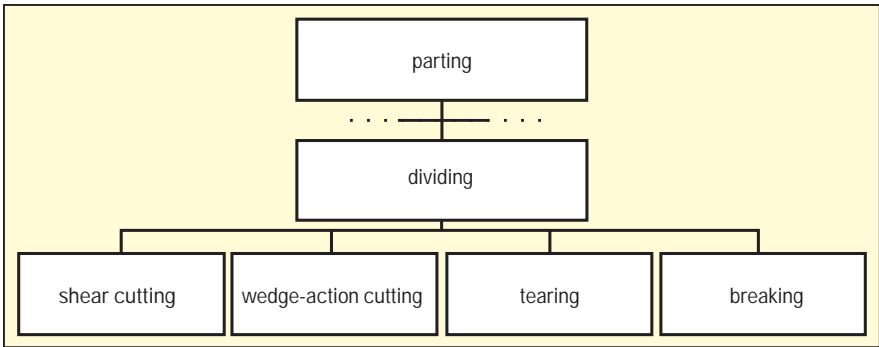 parting
dividing
shear cutting
wedge-action cutting
tearing
breaking